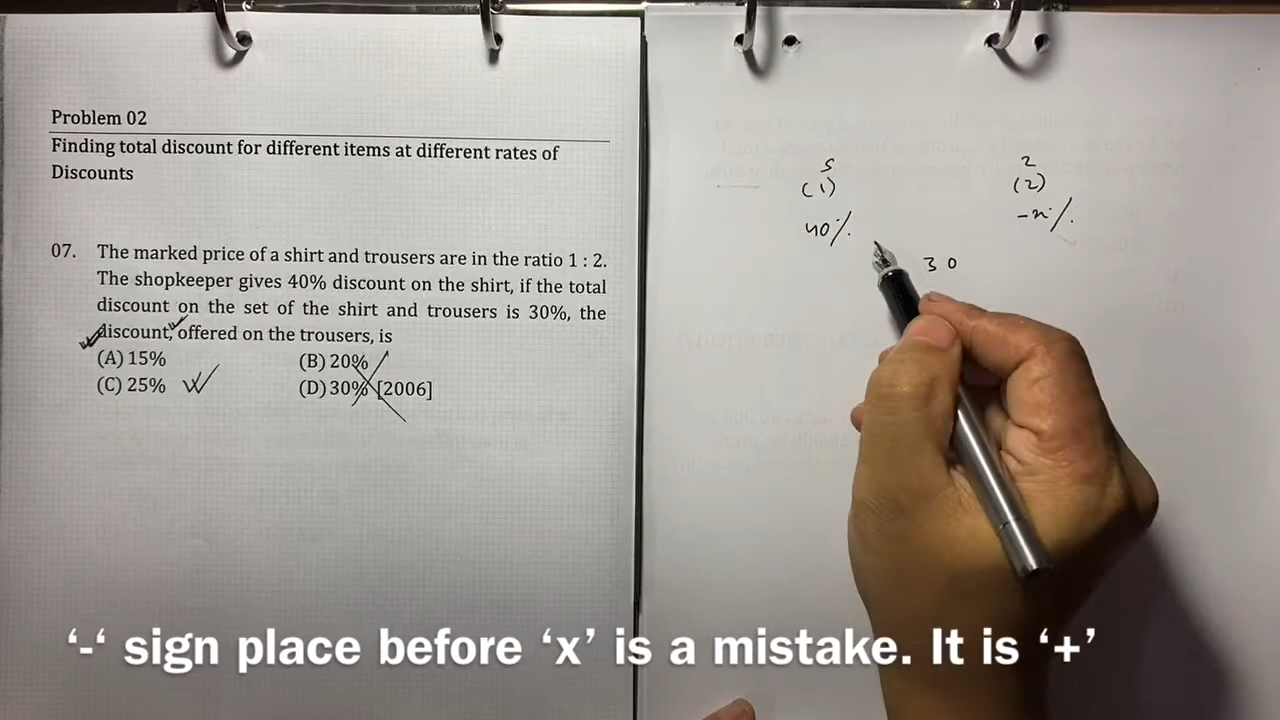 Problem 02
Finding total discount for different items at different rates of
Discounts
07. The marked price of a shirt and trousers are in the ratio 1 : 2.
The shopkeeper gives 40% discount on the shirt, if the total
discount on the set of the shirt and trousers is 30%, the
discount, offered on the trousers, is
(A) 15% (B) 20%
(C) 25% (D) 30% [2006]
S 2
(1) (2)
40% -x%
30
‘-‘ sign place before ‘x’ is a mistake. It is ‘+’